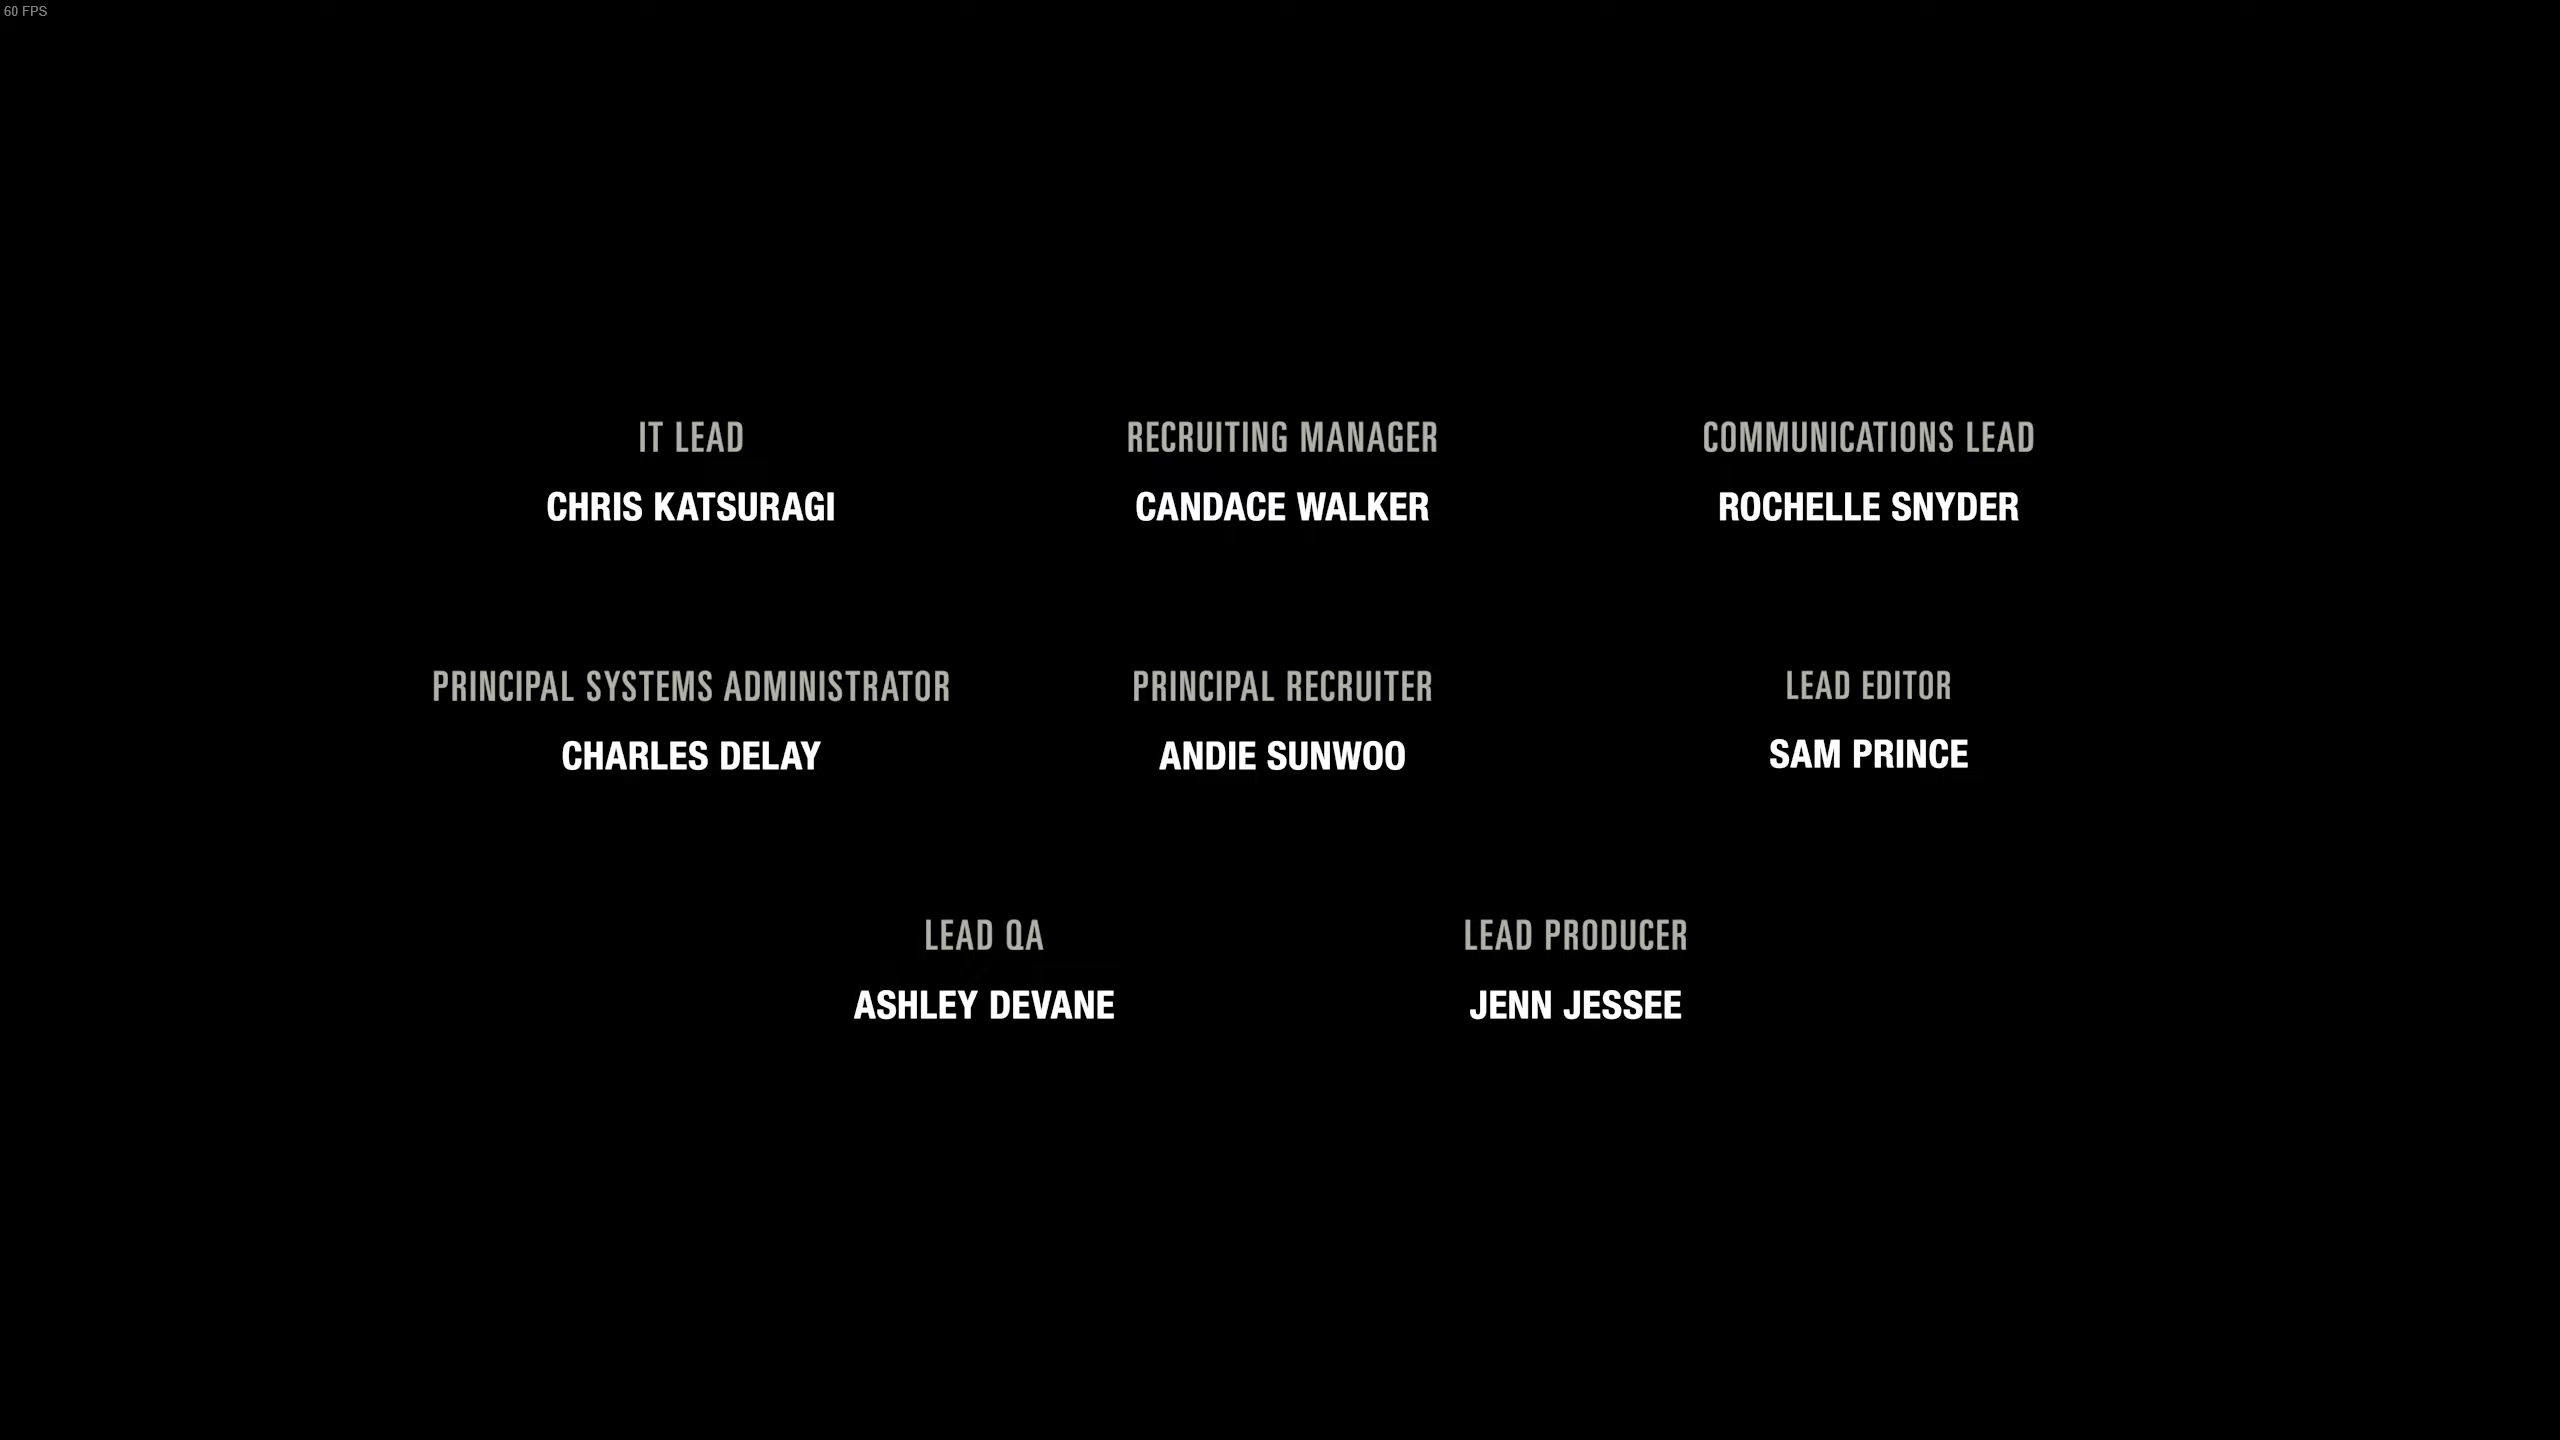 60 FPS
IT LEAD
CHRIS KATSURAGI
RECRUITING MANAGER
CANDACE WALKER
COMMUNICATIONS LEAD
ROCHELLE SNYDER
PRINCIPAL SYSTEMS ADMINISTRATOR
CHARLES DELAY
PRINCIPAL RECRUITER
ANDIE SUNWOO
LEAD EDITOR
SAM PRINCE
LEAD QA
ASHLEY DEVANE
LEAD PRODUCER
JENN JESSEE